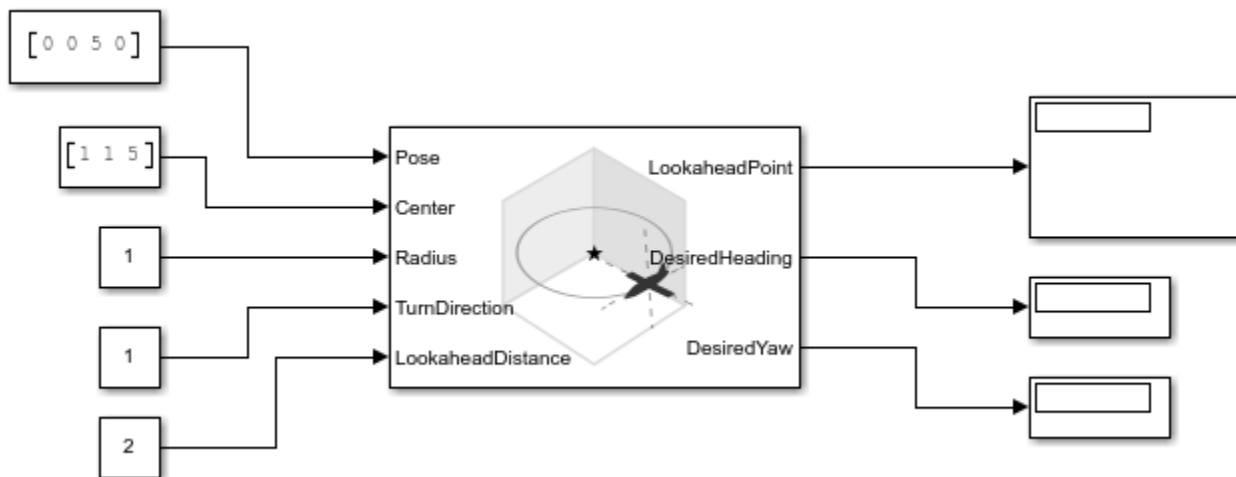 [0 0 5 0]
[1 1 5]
1
1
2
Pose
Center
Radius
TurnDirection
LookaheadDistance
LookaheadPoint
DesiredHeading
DesiredYaw